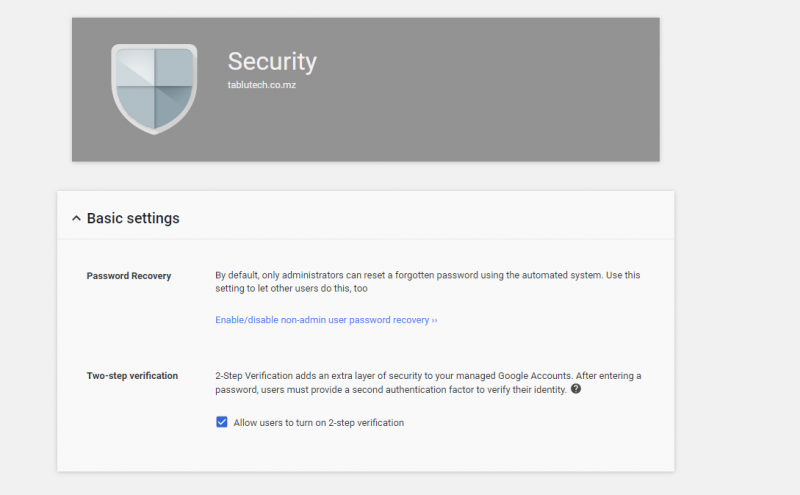 Security
tablutech.co.mz
Basic settings
Password Recovery
By default, only administrators can reset a forgotten password using the automated system. Use this
setting to let other users do this, too
Enable/disable non-admin user password recovery ››
Two-step verification
2-Step Verification adds an extra layer of security to your managed Google Accounts. After entering a
password, users must provide a second authentication factor to verify their identity. ?
Allow users to turn on 2-step verification